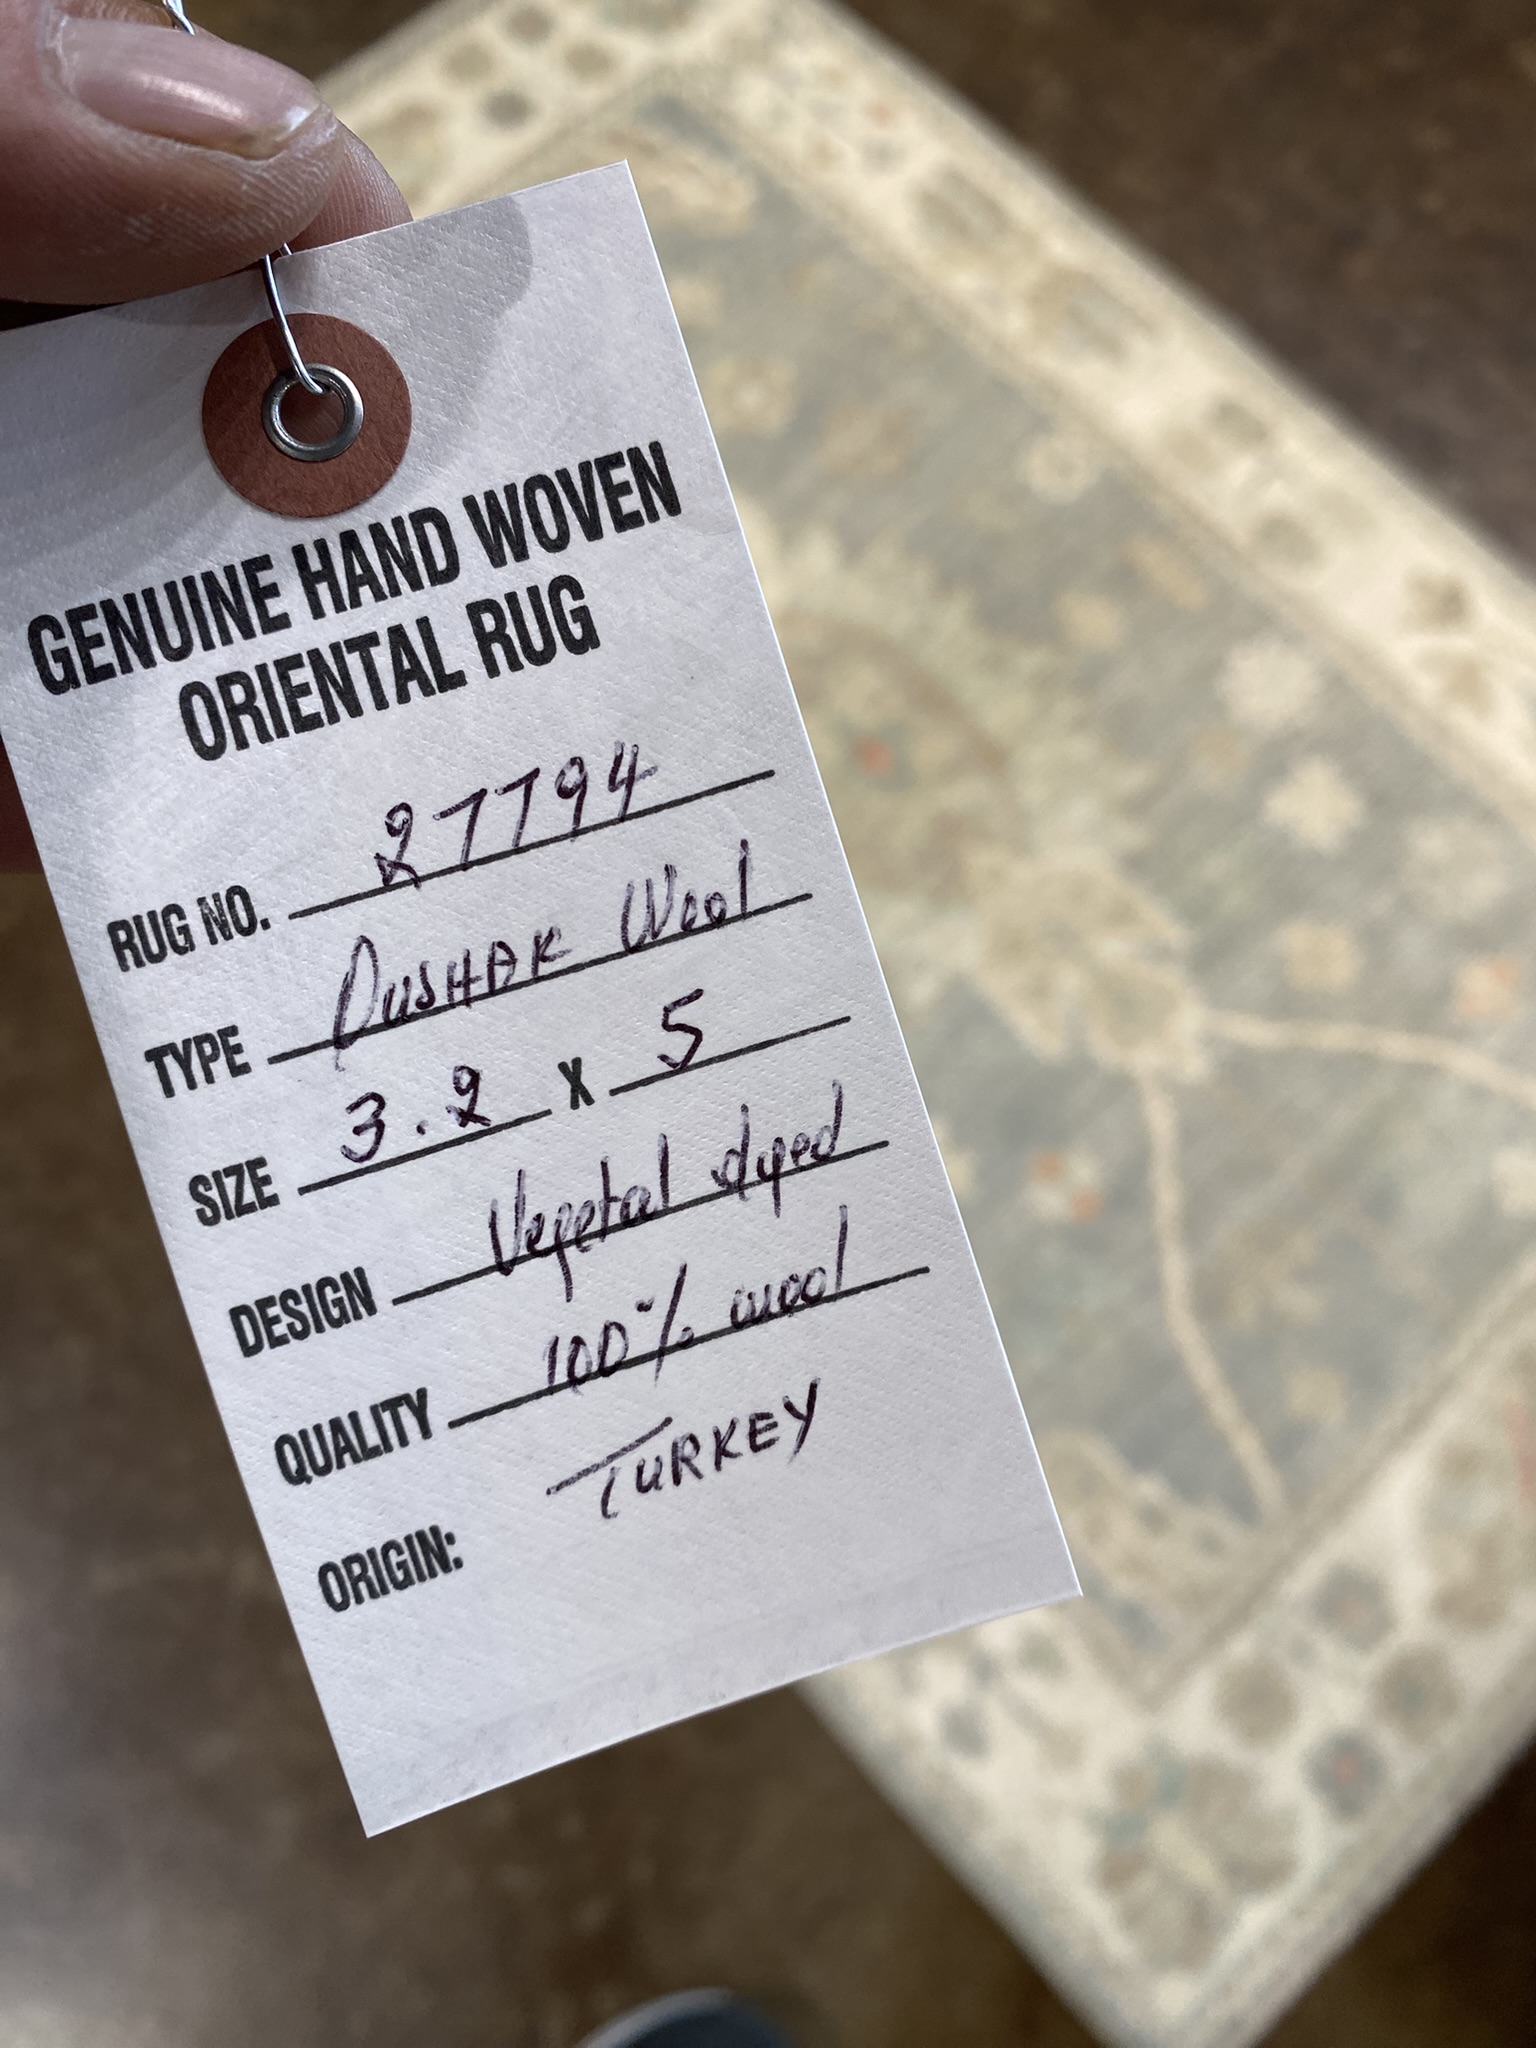 GENUINE HAND WOVEN
ORIENTAL RUG
RUG NO. 27794
TYPE OUSHAK Wool
SIZE 3.2 X 5
DESIGN Vegetal dyed
QUALITY 100% wool
ORIGIN: TURKEY